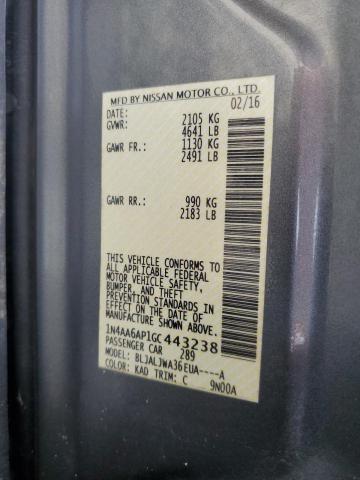 MFD BY NISSAN MOTOR CO., LTD.
DATE: 02/16
GVWR: 2105 KG
4641 LB
GAWR FR.: 1130 KG
2491 LB
GAWR RR.: 990 KG
2183 LB
THIS VEHICLE CONFORMS TO
ALL APPLICABLE FEDERAL
MOTOR VEHICLE SAFETY,
BUMPER, AND THEFT
PREVENTION STANDARDS IN
EFFECT ON THE DATE OF
MANUFACTURE SHOWN ABOVE.
1N4AA6AP1GC443238
PASSENGER CAR 289
MODEL: BLJALJWA36EUA----A
COLOR: KAD TRIM: C 9N00A